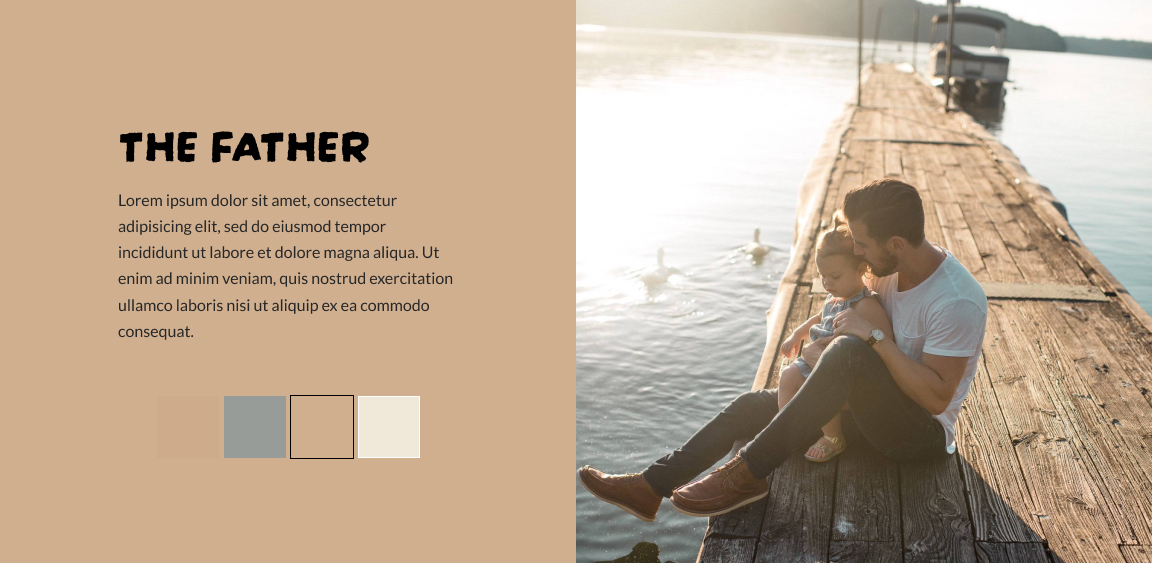 THE FATHER
Lorem ipsum dolor sit amet, consectetur
adipisicing elit, sed do eiusmod tempor
incididunt ut labore et dolore magna aliqua. Ut
enim ad minim veniam, quis nostrud exercitation
ullamco laboris nisi ut aliquip ex ea commodo
consequat.